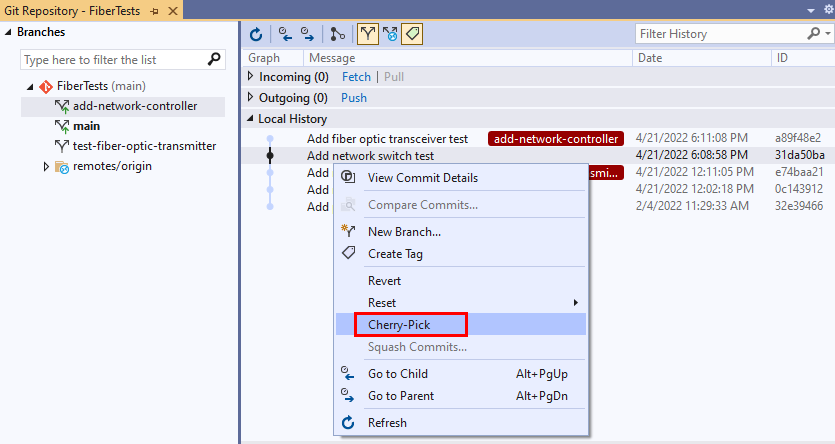 Git Repository - FiberTests
Branches
Type here to filter the list
FiberTests (main)
add-network-controller
main
test-fiber-optic-transmitter
remotes/origin
Filter History
Graph Message Date ID
Incoming (0) Fetch | Pull
Outgoing (0) Push
Local History
Add fiber optic transceiver test add-network-controller 4/21/2022 6:11:08 PM a89f48e2
Add network switch test 4/21/2022 6:08:58 PM 31da50ba
Add smi... 4/21/2022 12:11:05 PM e74baa21
Add 4/21/2022 12:02:18 PM 0c143912
Add 2/4/2022 11:29:33 AM 32e39466
View Commit Details
Compare Commits...
New Branch...
Create Tag
Revert
Reset
Cherry-Pick
Squash Commits...
Go to Child Alt+PgUp
Go to Parent Alt+PgDn
Refresh